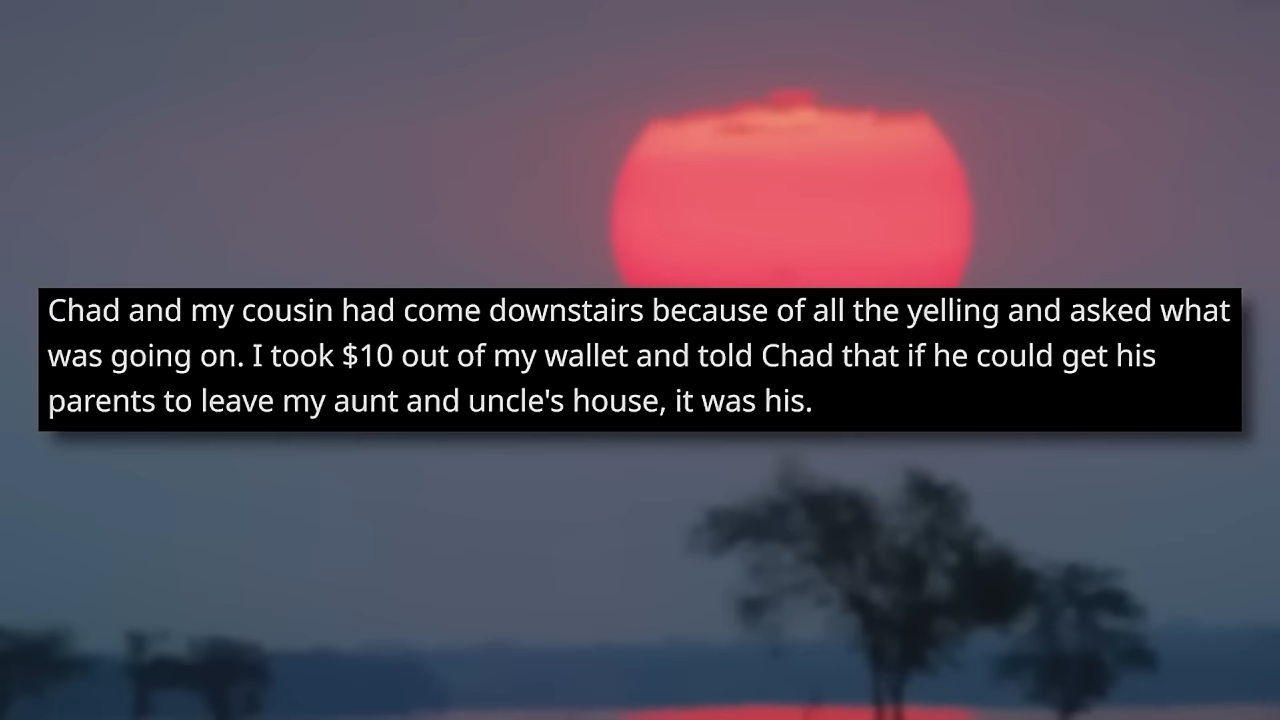 Chad and my cousin had come downstairs because of all the yelling and asked what
was going on. I took $10 out of my wallet and told Chad that if he could get his
parents to leave my aunt and uncle's house, it was his.